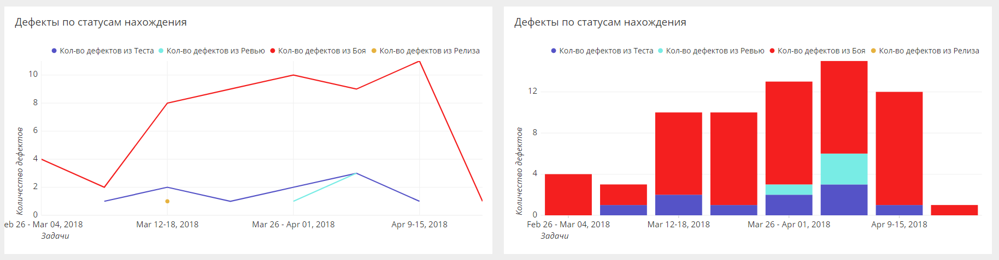 Дефекты по статусам нахождения
Кол-во дефектов из Теста Кол-во дефектов из Ревью Кол-во дефектов из Боя Кол-во дефектов из Релиза
10
8
6
4
2
0
Количество дефектов
eb 26 - Mar 04, 2018 Mar 12-18, 2018 Mar 26 - Apr 01, 2018 Apr 9-15, 2018
Задачи
Дефекты по статусам нахождения
Кол-во дефектов из Теста Кол-во дефектов из Ревью Кол-во дефектов из Боя Кол-во дефектов из Релиза
12
8
4
0
Количество дефектов
Feb 26 - Mar 04, 2018 Mar 12-18, 2018 Mar 26 - Apr 01, 2018 Apr 9-15, 2018
Задачи